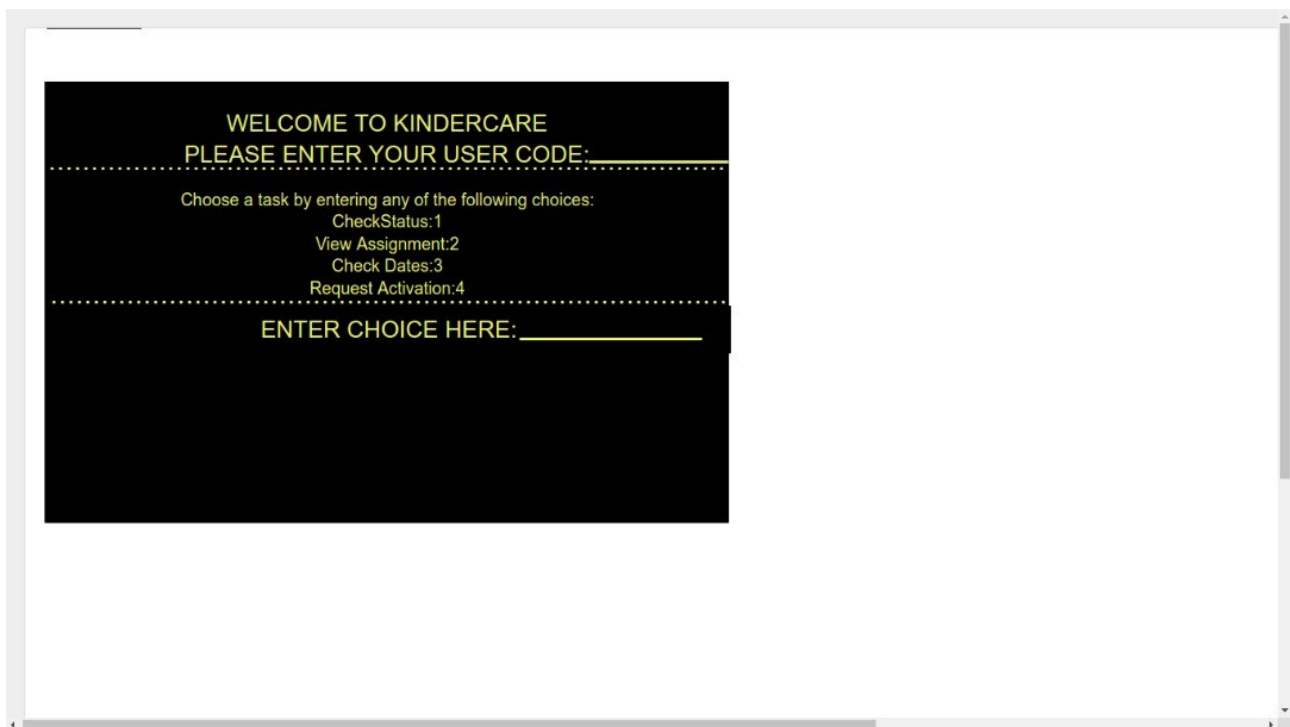 WELCOME TO KINDERCARE
PLEASE ENTER YOUR USER CODE:
Choose a task by entering any of the following choices:
CheckStatus:1
View Assignment:2
Check Dates:3
Request Activation:4
ENTER CHOICE HERE: